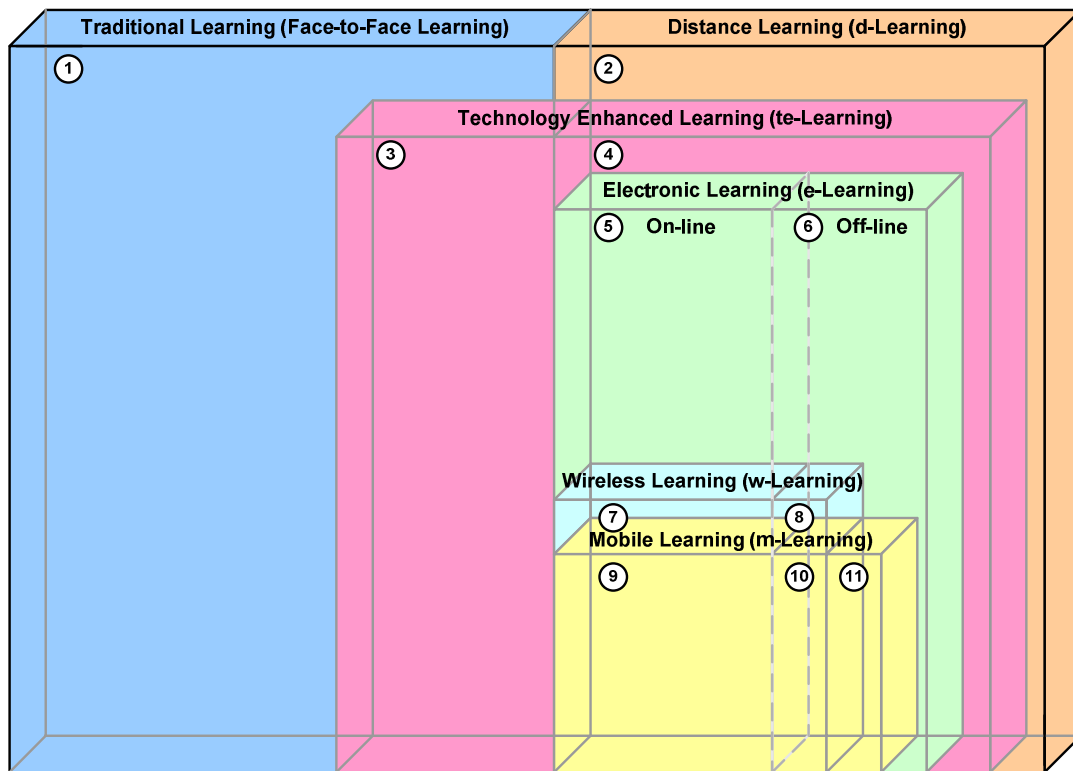 Traditional Learning (Face-to-Face Learning)
Distance Learning (d-Learning)
1
2
Technology Enhanced Learning (te-Learning)
3
4
Electronic Learning (e-Learning)
5 On-line
6 Off-line
Wireless Learning (w-Learning)
7
8
Mobile Learning (m-Learning)
9
10
11